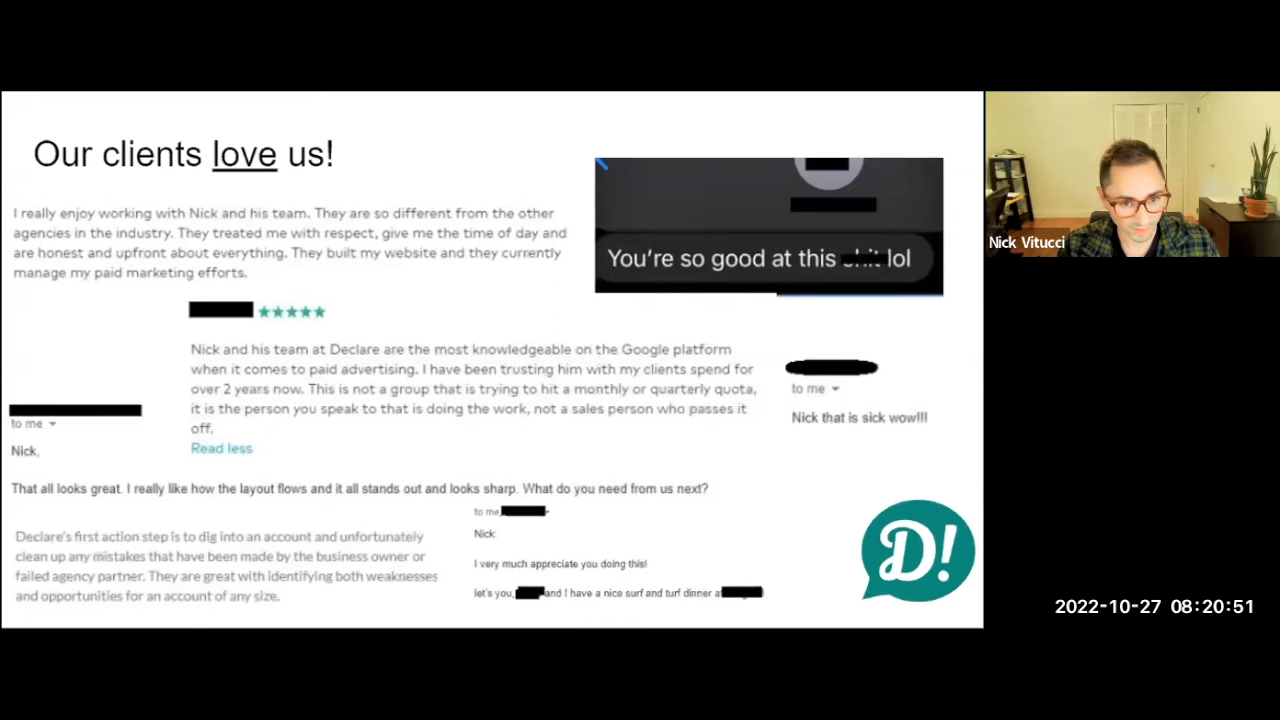 Our clients love us!
I really enjoy working with Nick and his team. They are so different from the other
agencies in the industry. They treated me with respect, give me the time of day and
are honest and upfront about everything. They built my website and they currently
manage my paid marketing efforts.
You're so good at this lol
Nick Vitucci
Nick and his team at Declare are the most knowledgeable on the Google platform
when it comes to paid advertising. I have been trusting him with my clients spend for
over 2 years now. This is not a group that is trying to hit a monthly or quarterly quota,
it is the person you speak to that is doing the work, not a sales person who passes it
off.
Read less
to me
Nick that is sick wow!!!
to me
Nick,
That all looks great. I really like how the layout flows and it all stands out and looks sharp. What do you need from us next?
Declare's first action step is to dig into an account and unfortunately
clean up any mistakes that have been made by the business owner or
failed agency partner. They are great with identifying both weaknesses
and opportunities for an account of any size.
to me,
Nick:
I very much appreciate you doing this!
let's you, and I have a nice surf and turf dinner at
D!
2022-10-27 08:20:51